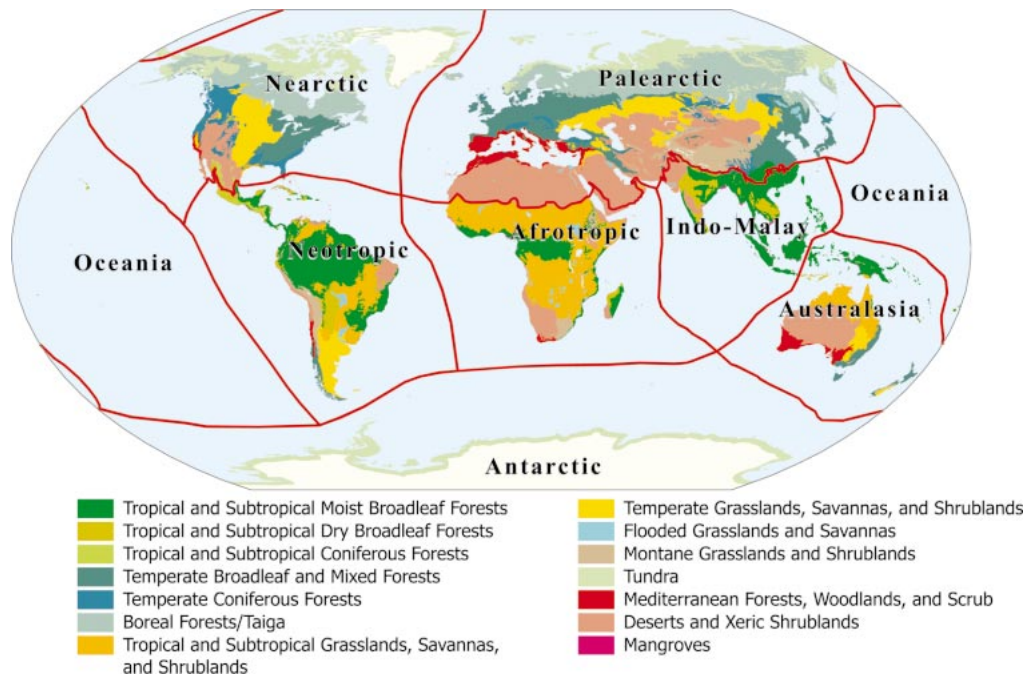 Nearctic
Palearctic
Oceania
Neotropic
Afrotropic
Indo-Malay
Oceania
Australasia
Antarctic
Tropical and Subtropical Moist Broadleaf Forests
Tropical and Subtropical Dry Broadleaf Forests
Tropical and Subtropical Coniferous Forests
Temperate Broadleaf and Mixed Forests
Temperate Coniferous Forests
Boreal Forests/Taiga
Tropical and Subtropical Grasslands, Savannas,
and Shrublands
Temperate Grasslands, Savannas, and Shrublands
Flooded Grasslands and Savannas
Montane Grasslands and Shrublands
Tundra
Mediterranean Forests, Woodlands, and Scrub
Deserts and Xeric Shrublands
Mangroves